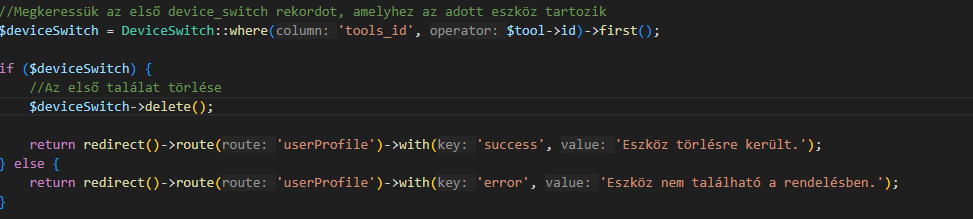 //Megkeressük az első device_switch rekordot, amelyhez az adott eszköz tartozik
$deviceSwitch = DeviceSwitch::where(column: 'tools_id', operator: $tool->id)->first();
if ($deviceSwitch) {
//Az első találat törlése
$deviceSwitch->delete();
return redirect()->route(route: 'userProfile')->with(key: 'success', value: 'Eszköz törlésre került.');
} else {
return redirect()->route(route: 'userProfile')->with(key: 'error', value: 'Eszköz nem található a rendelésben.');
}